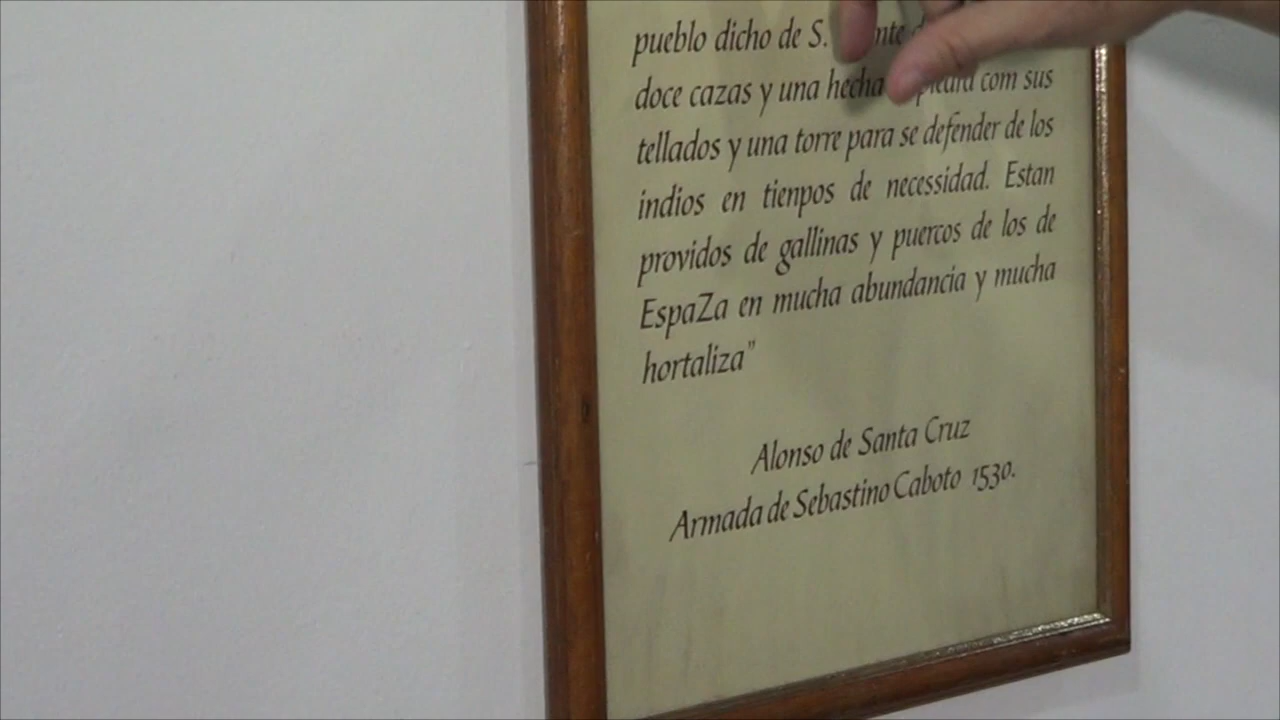 pueblo dicho de S.
doce cazas y una hecha com sus
tellados y una torre para se defender de los
indios en tienpos de necessidad. Estan
providos de gallinas y puercos de los de
EspaZa en mucha abundancia y mucha
hortaliza"
Alonso de Santa Cruz
Armada de Sebastino Caboto 1530.